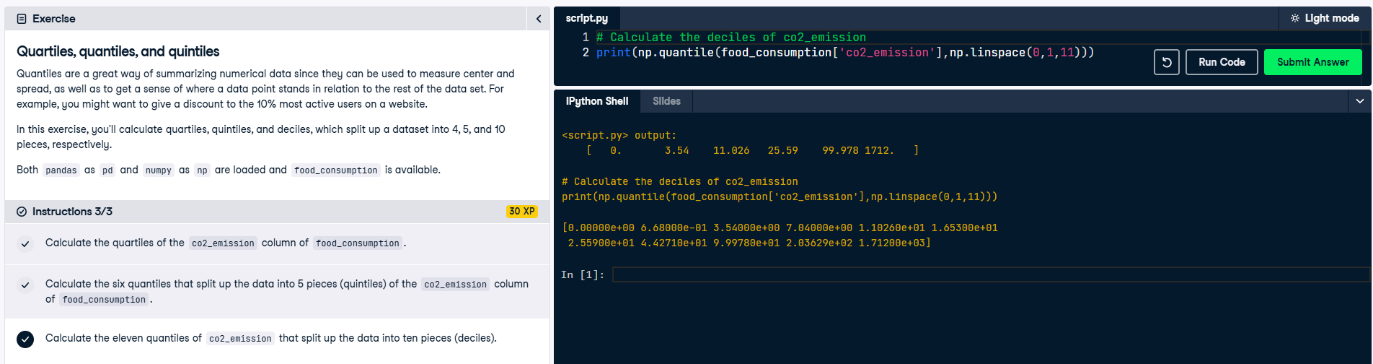 Exercise
Quartiles, quantiles, and quintiles
Quantiles are a great way of summarizing numerical data since they can be used to measure center and
spread, as well as to get a sense of where a data point stands in relation to the rest of the data set. For
example, you might want to give a discount to the 10% most active users on a website.
In this exercise, you'll calculate quartiles, quintiles, and deciles, which split up a dataset into 4, 5, and 10
pieces, respectively.
Both pandas as pd and numpy as np are loaded and food_consumption is available.
Instructions 3/3
30 XP
Calculate the quartiles of the co2_emission column of food_consumption.
Calculate the six quantiles that split up the data into 5 pieces (quintiles) of the co2_emission column
of food_consumption.
Calculate the eleven quantiles of co2_emission that split up the data into ten pieces (deciles).
script.py
Light mode
1 # Calculate the deciles of co2_emission
2 print(np.quantile(food_consumption['co2_emission'],np.linspace(0,1,11)))
Run Code
Submit Answer
IPython Shell
Slides
<script.py> output:
[ 0. 3.54 11.026 25.59 99.978 1712. ]
# Calculate the deciles of co2_emission
print(np.quantile(food_consumption['co2_emission'],np.linspace(0,1,11)))
[0.00000e+00 6.68000e-01 3.54000e+00 7.04000e+00 1.10260e+01 1.65300e+01
2.55900e+01 4.42710e+01 9.99780e+01 2.03629e+02 1.71200e+03]
In [1]: